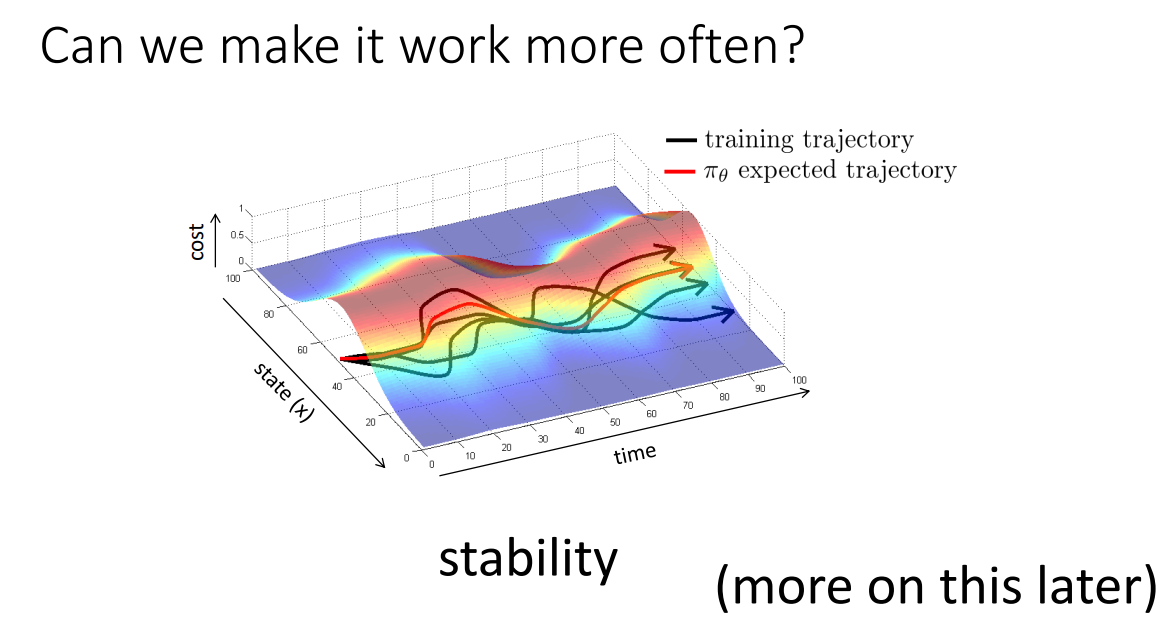 Can we make it work more often?
training trajectory
π_θ expected trajectory
cost
1
0.5
0
100
80
60
40
20
0
state (x)
0
10
20
30
40
50
60
70
80
90
100
time
stability
(more on this later)